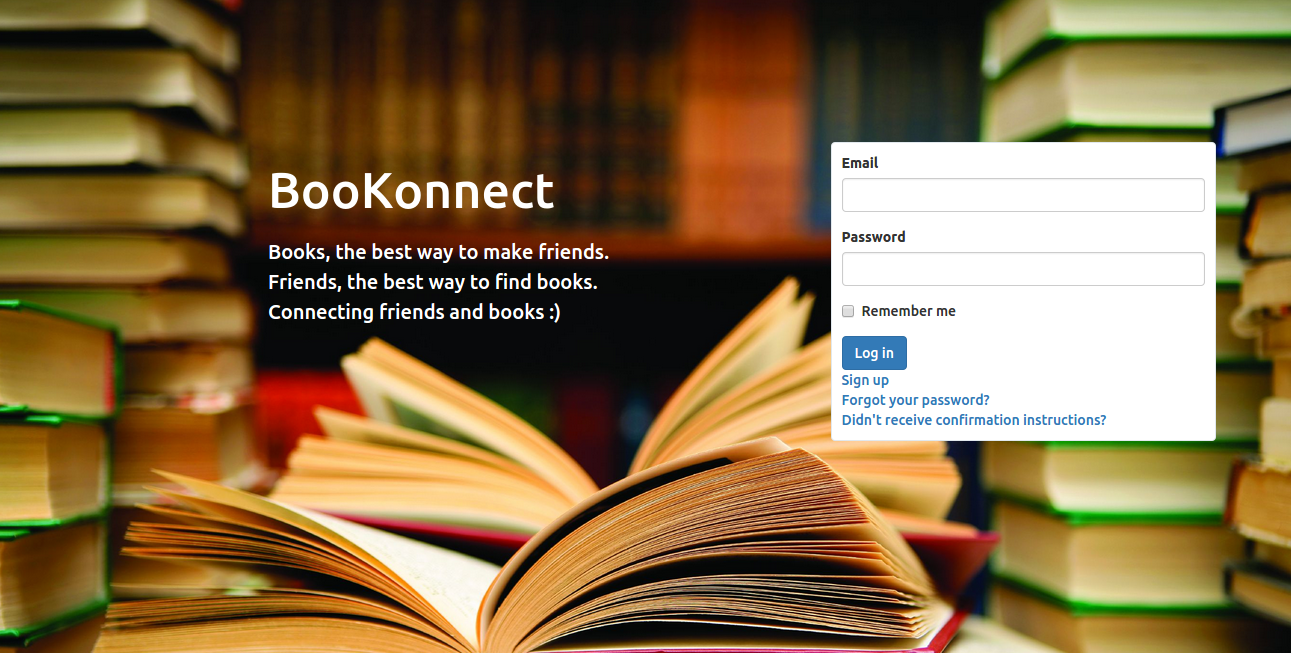 BooKonnect
Books, the best way to make friends.
Friends, the best way to find books.
Connecting friends and books :)
Email
Password
Remember me
Log in
Sign up
Forgot your password?
Didn't receive confirmation instructions?